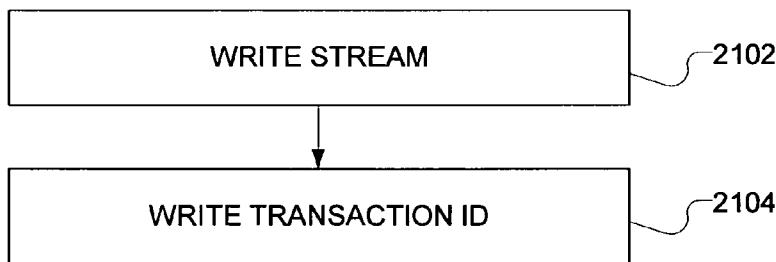 WRITE STREAM
2102
WRITE TRANSACTION ID
2104